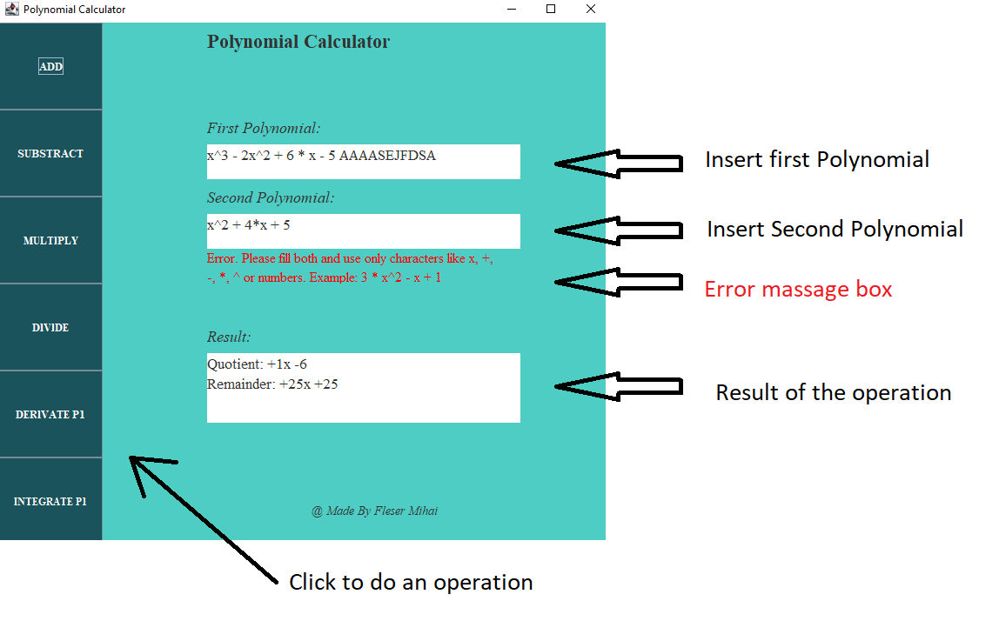 Polynomial Calculator
Polynomial Calculator
ADD
SUBSTRACT
MULTIPLY
DIVIDE
DERIVATE P1
INTEGRATE P1
First Polynomial:
x^3 - 2x^2 + 6 * x - 5 AAAASEJFDSA
Second Polynomial:
x^2 + 4*x + 5
Error. Please fill both and use only characters like x, +,
-, *, ^ or numbers. Example: 3 * x^2 - x + 1
Result:
Quotient: +1x -6
Remainder: +25x +25
@ Made By Fleser Mihai
Insert first Polynomial
Insert Second Polynomial
Error massage box
Result of the operation
Click to do an operation